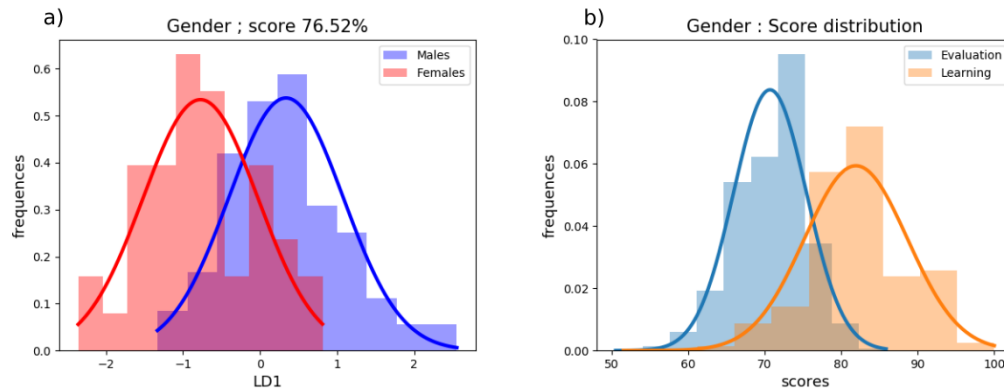 a)
Gender ; score 76.52%
Males
Females
frequences
0.6
0.5
0.4
0.3
0.2
0.1
0.0
−2
−1
0
1
2
LD1
b)
Gender : Score distribution
Evaluation
Learning
frequences
0.10
0.08
0.06
0.04
0.02
0.00
50
60
70
80
90
100
scores